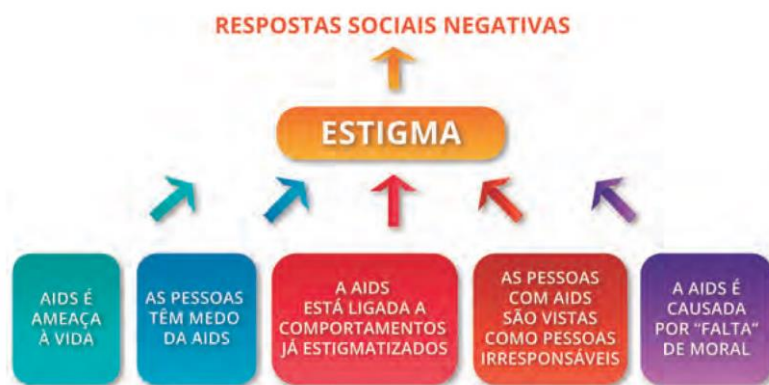 RESPOSTAS SOCIAIS NEGATIVAS
ESTIGMA
AIDS É
AMEAÇA
À VIDA
AS PESSOAS
TÊM MEDO
DA AIDS
A AIDS
ESTÁ LIGADA A
COMPORTAMENTOS
JÁ ESTIGMATIZADOS
AS PESSOAS
COM AIDS
SÃO VISTAS
COMO PESSOAS
IRRESPONSÁVEIS
A AIDS É
CAUSADA
POR “FALTA”
DE MORAL